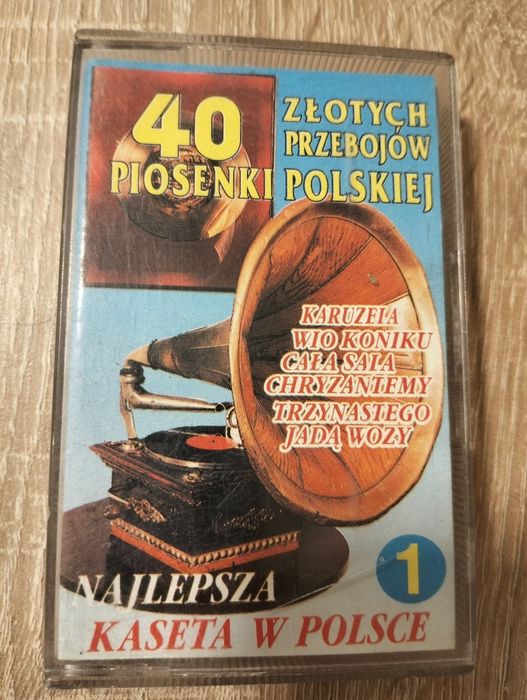 40 ZŁOTYCH
PRZEBOJÓW
PIOSENKI POLSKIEJ
KARUZELA
WIO KONIKU
CAŁA SALA
CHRYZANTEMY
TRZYNASTEGO
JADĄ WOZY
1
NAJLEPSZA
KASETA W POLSCE